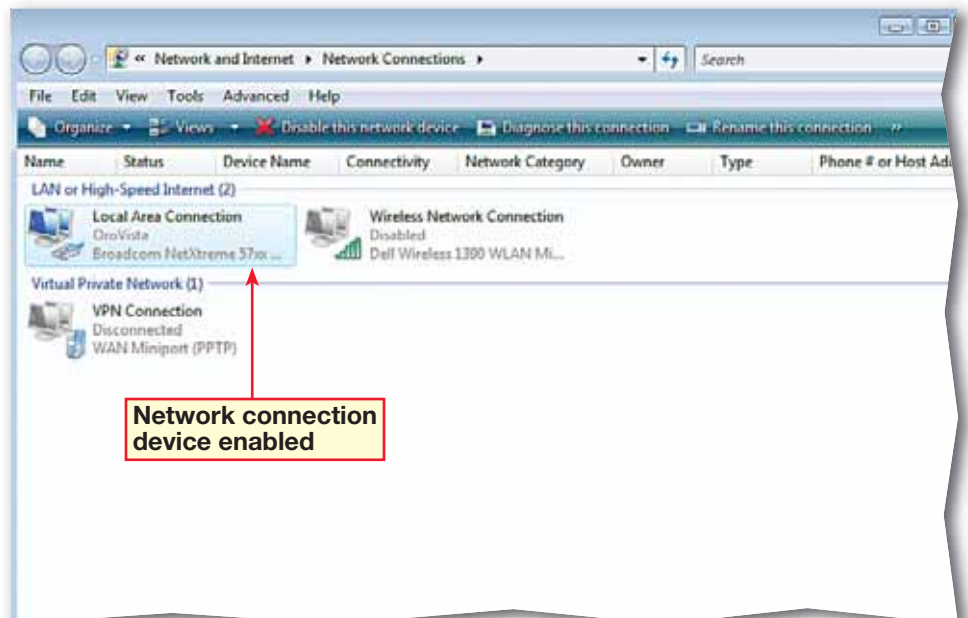 « Network and Internet ▸ Network Connections ▸ Search
File Edit View Tools Advanced Help
Organize Views Disable this network device Diagnose this connection Rename this connection »
Name Status Device Name Connectivity Network Category Owner Type Phone # or Host Ad
LAN or High-Speed Internet (2)
Local Area Connection
OroVista
Broadcom NetXtreme 57xx ...
Wireless Network Connection
Disabled
Dell Wireless 1390 WLAN Mi...
Virtual Private Network (1)
VPN Connection
Disconnected
WAN Miniport (PPTP)
Network connection
device enabled